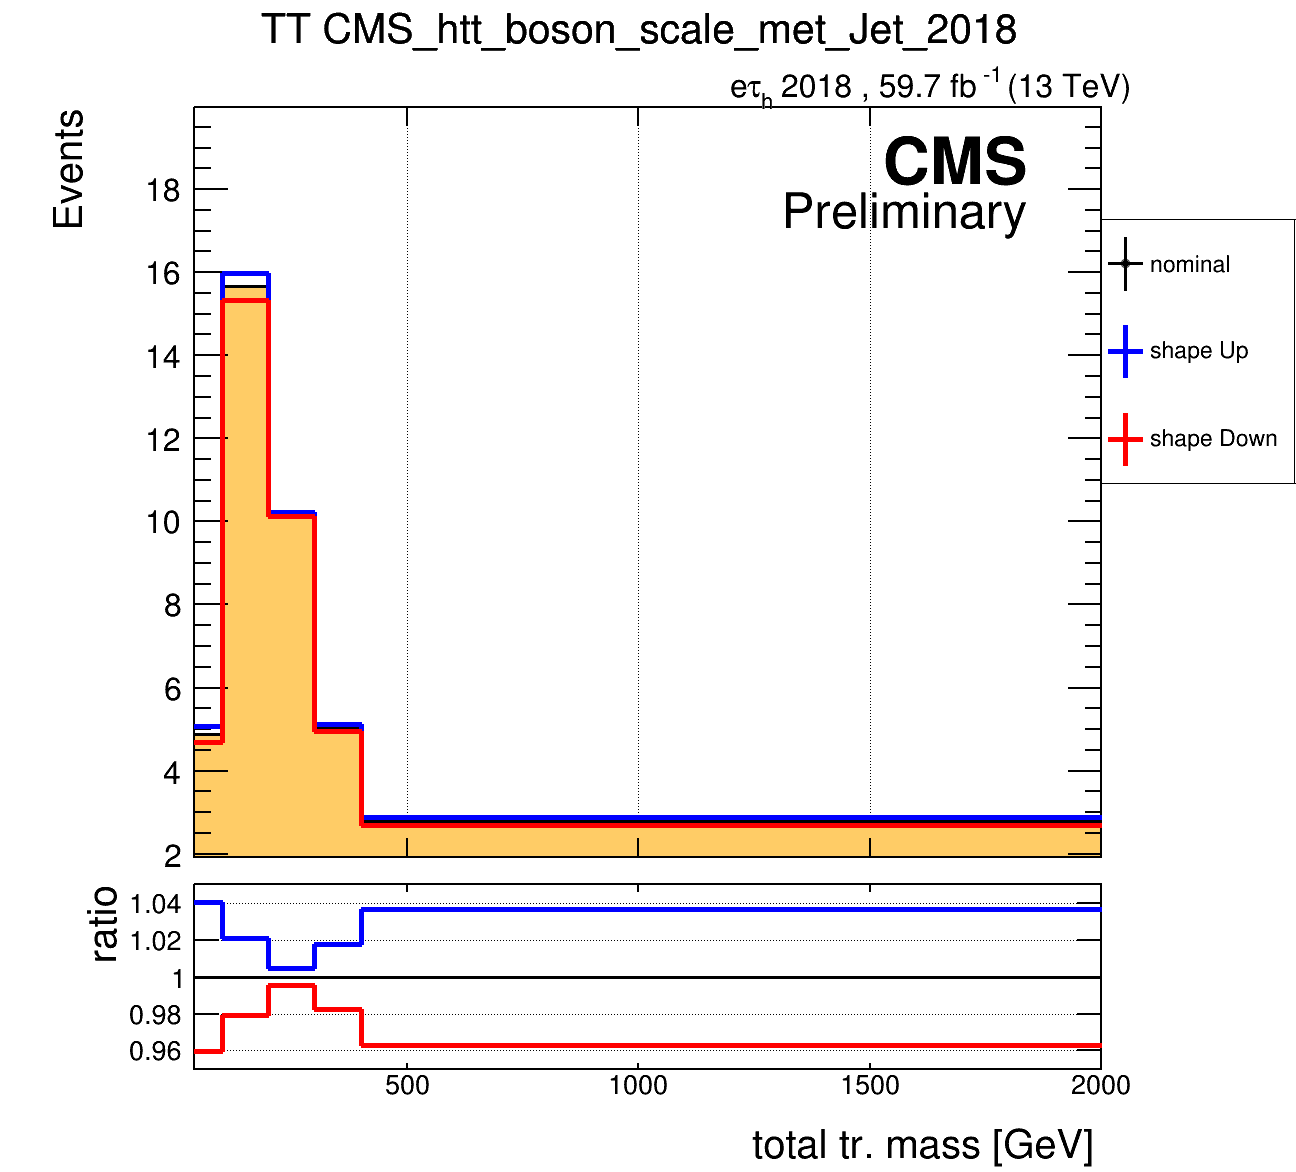 TT CMS_htt_boson_scale_met_Jet_2018
eτh 2018 , 59.7 fb-1 (13 TeV)
Events
CMS
Preliminary
18
16
14
12
10
8
6
4
2
nominal
shape Up
shape Down
ratio
1.04
1.02
1
0.98
0.96
500 1000 1500 2000
total tr. mass [GeV]